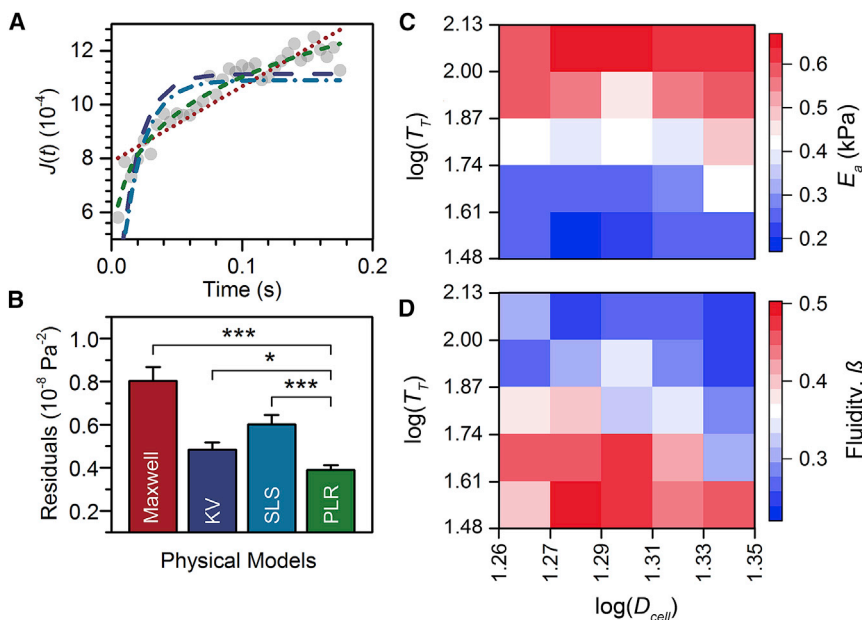 A
J(t) (10⁻⁴)
12
10
8
6
0.0
0.1
0.2
Time (s)
B
Residuals (10⁻⁸ Pa⁻²)
1.0
0.8
0.6
0.4
0.2
***
*
***
Maxwell
KV
SLS
PLR
Physical Models
C
log(T_T)
2.13
2.00
1.87
1.74
1.61
1.48
0.6
0.5
0.4
0.3
0.2
E_a (kPa)
D
log(T_T)
2.13
2.00
1.87
1.74
1.61
1.48
1.26
1.27
1.29
1.31
1.33
1.35
log(D_cell)
0.5
0.4
0.3
Fluidity, ß